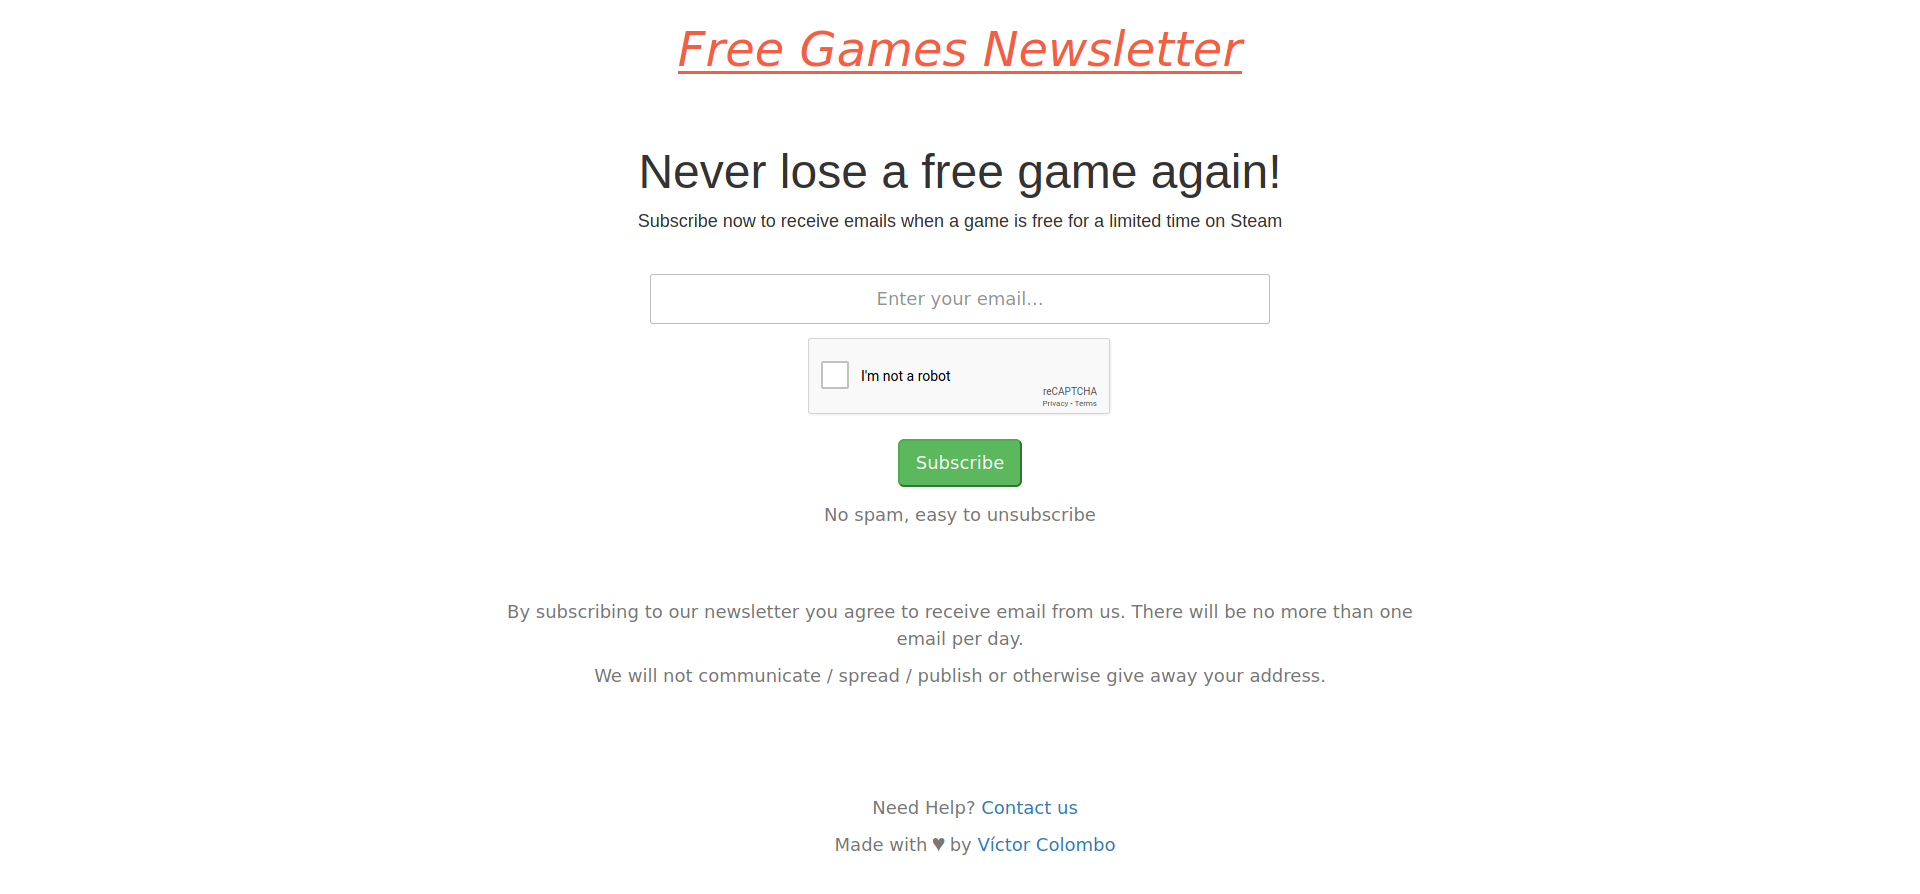 Free Games Newsletter
Never lose a free game again!
Subscribe now to receive emails when a game is free for a limited time on Steam
Enter your email...
I'm not a robot
reCAPTCHA
Privacy - Terms
Subscribe
No spam, easy to unsubscribe
By subscribing to our newsletter you agree to receive email from us. There will be no more than one
email per day.
We will not communicate / spread / publish or otherwise give away your address.
Need Help? Contact us
Made with ♥ by Víctor Colombo